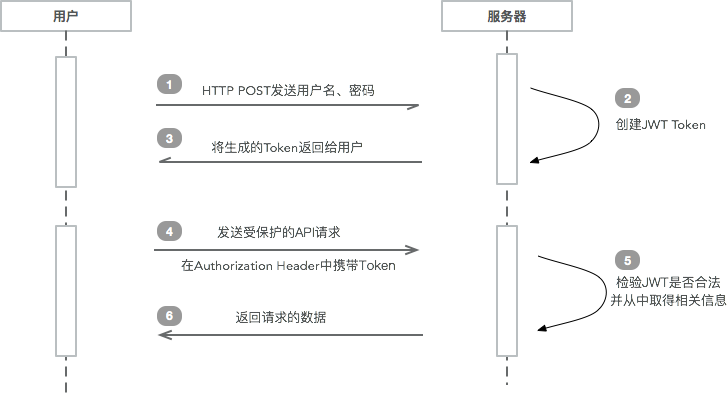 用户
服务器
1
HTTP POST发送用户名、密码
2
创建JWT Token
3
将生成的Token返回给用户
4
发送受保护的API请求
在Authorization Header中携带Token
5
检验JWT是否合法
并从中取得相关信息
6
返回请求的数据